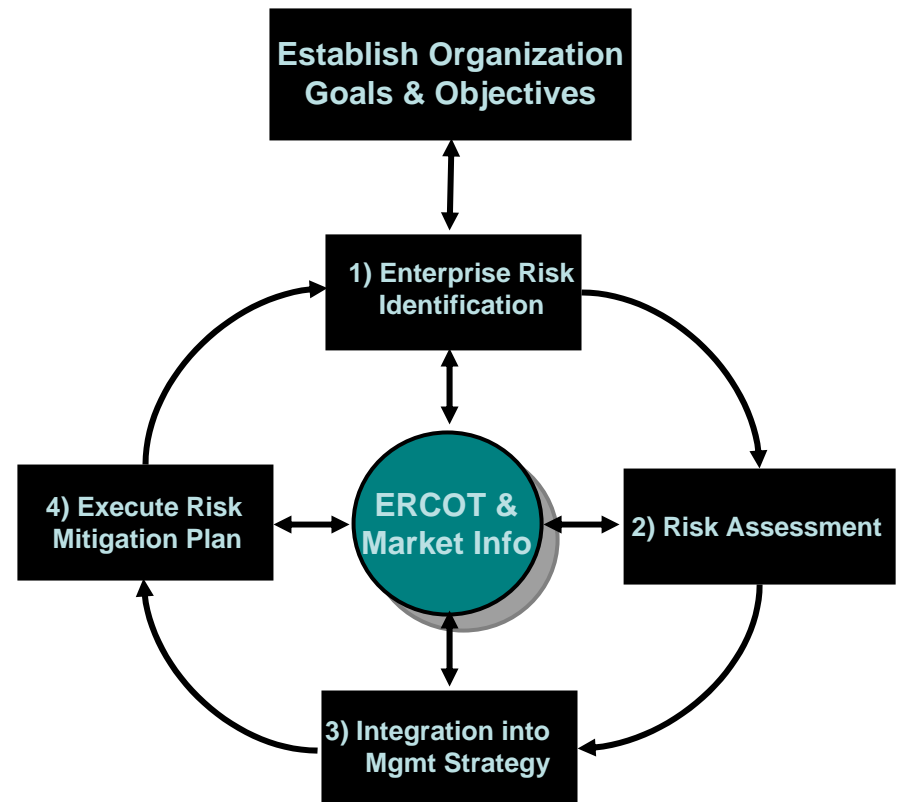 Establish Organization
Goals & Objectives
1) Enterprise Risk
Identification
4) Execute Risk
Mitigation Plan
ERCOT &
Market Info
2) Risk Assessment
3) Integration into
Mgmt Strategy